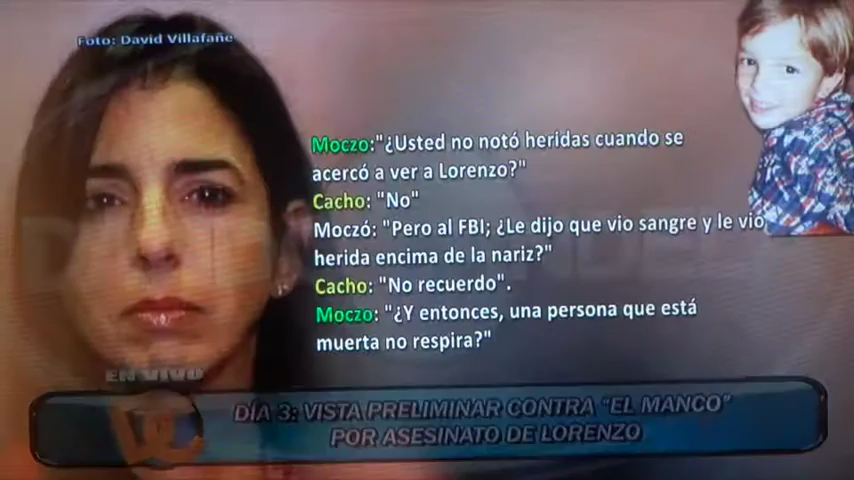 Foto: David Villafañe
Moczo:"¿Usted no notó heridas cuando se
acercó a ver a Lorenzo?"
Cacho: "No"
Moczó: "Pero al FBI; ¿Le dijo que vio sangre y le vio
herida encima de la nariz?"
Cacho: "No recuerdo".
Moczo: "¿Y entonces, una persona que está
muerta no respira?"
EN VIVO
DÍA 3: VISTA PRELIMINAR CONTRA "EL MANCO"
POR ASESINATO DE LORENZO